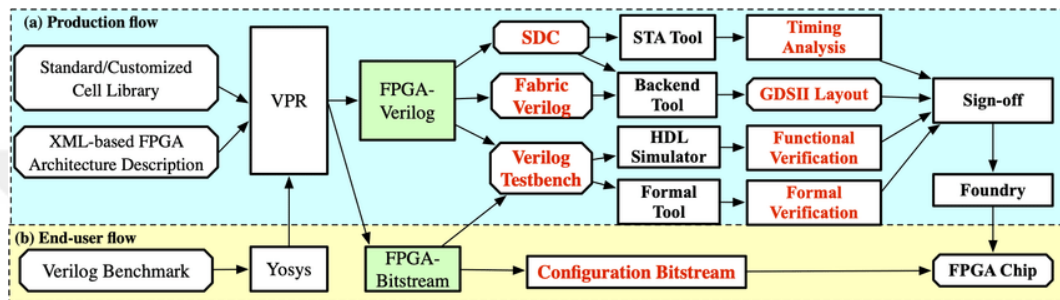 (a) Production flow
Standard/Customized
Cell Library
XML-based FPGA
Architecture Description
VPR
FPGA-
Verilog
SDC
STA Tool
Timing
Analysis
Fabric
Verilog
Backend
Tool
GDSII Layout
Sign-off
Verilog
Testbench
HDL
Simulator
Functional
Verification
Formal
Tool
Formal
Verification
Foundry
(b) End-user flow
Verilog Benchmark
Yosys
FPGA-
Bitstream
Configuration Bitstream
FPGA Chip